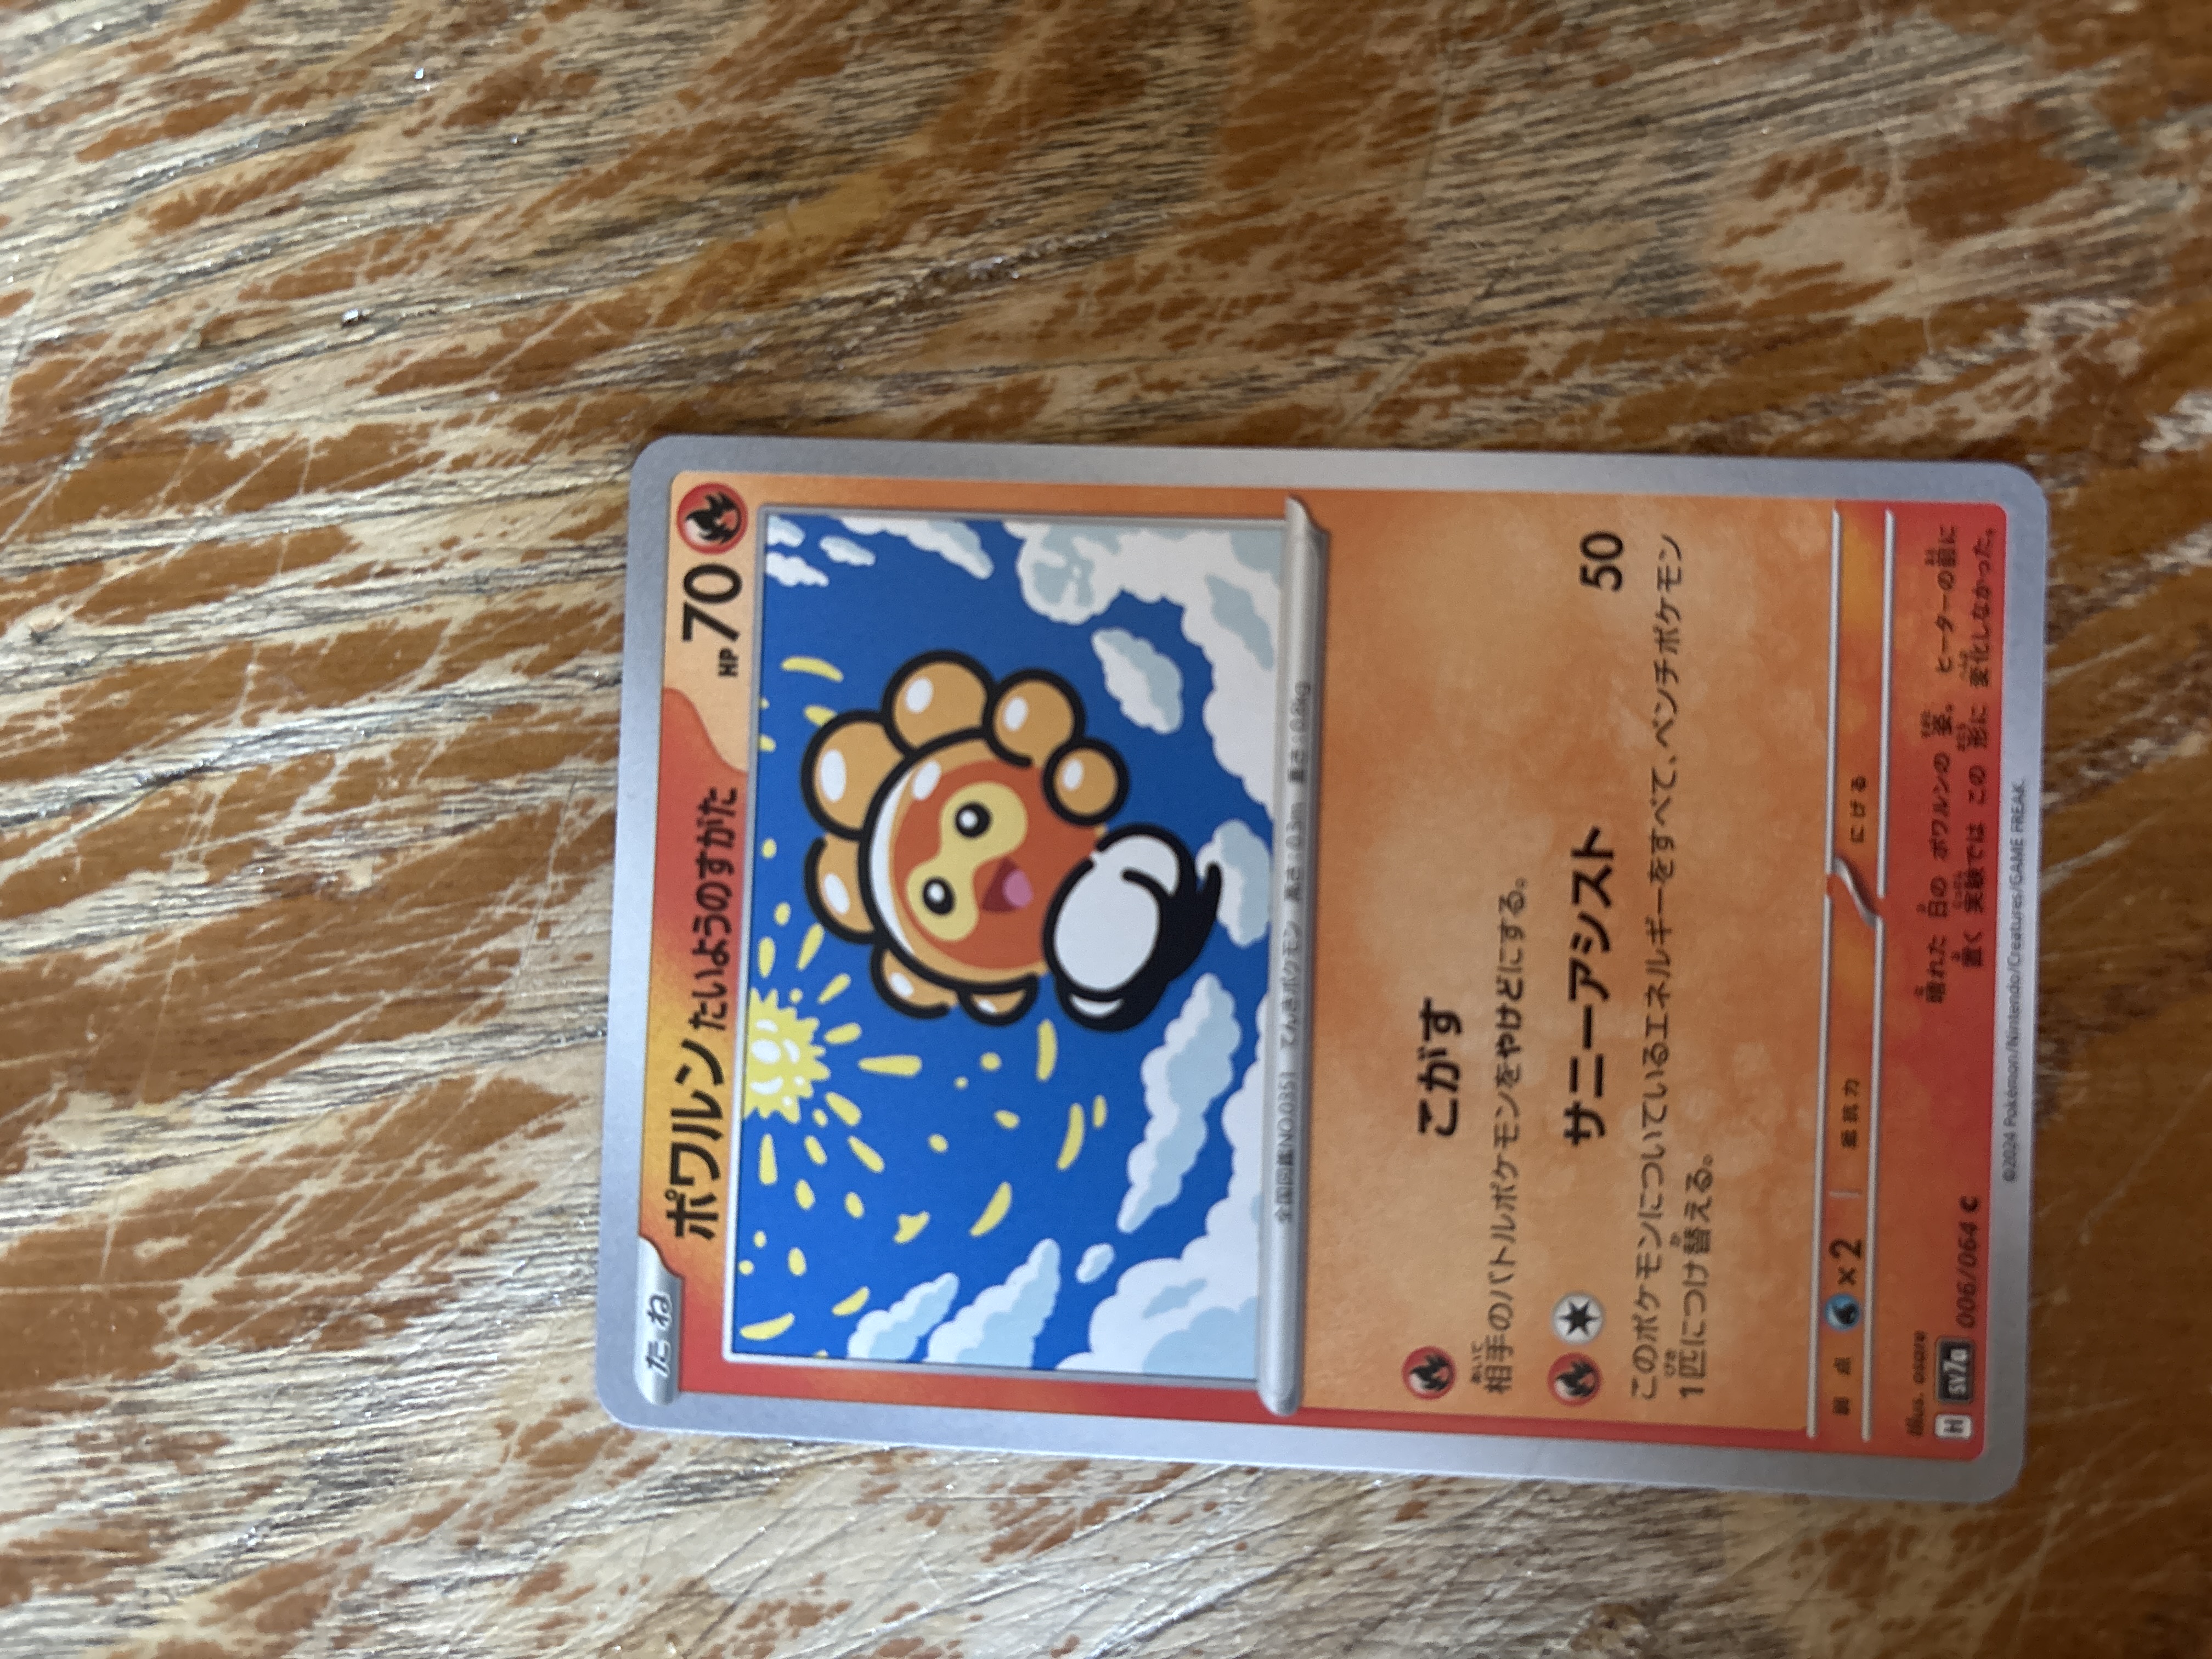 たね
ポワルン たいようのすがた HP 70
全国図鑑NO.0351 てんきポケモン 高さ:0.3m 重さ:0.8kg
こがす
相手のバトルポケモンをやけどにする。
サニーアシスト 50
このポケモンについているエネルギーをすべて、ベンチポケモン
1匹につけ替える。
弱点 ×2 抵抗力 にげる
Illus. osare
H sv7a 006/064 C
晴れた 日の ポワルンの 姿。 ヒーターの前に
置く 実験では この 形に 変化しなかった。
©2024 Pokémon/Nintendo/Creatures/GAME FREAK.